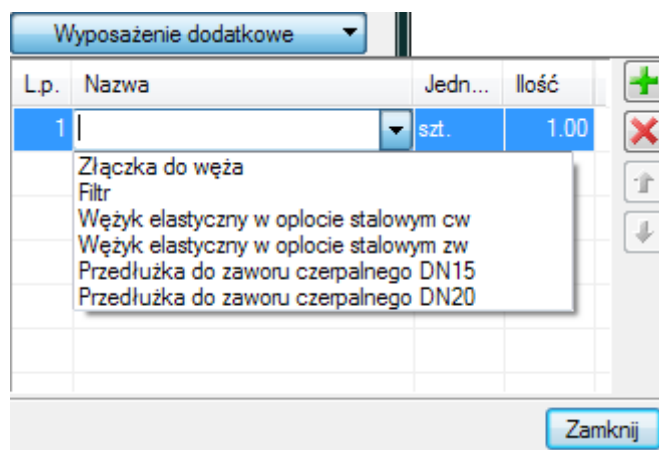 Wyposażenie dodatkowe
L.p. Nazwa Jedn... Ilość
1 szt. 1.00
Złączka do węża
Filtr
Wężyk elastyczny w oplocie stalowym cw
Wężyk elastyczny w oplocie stalowym zw
Przedłużka do zaworu czerpalnego DN15
Przedłużka do zaworu czerpalnego DN20
Zamknij